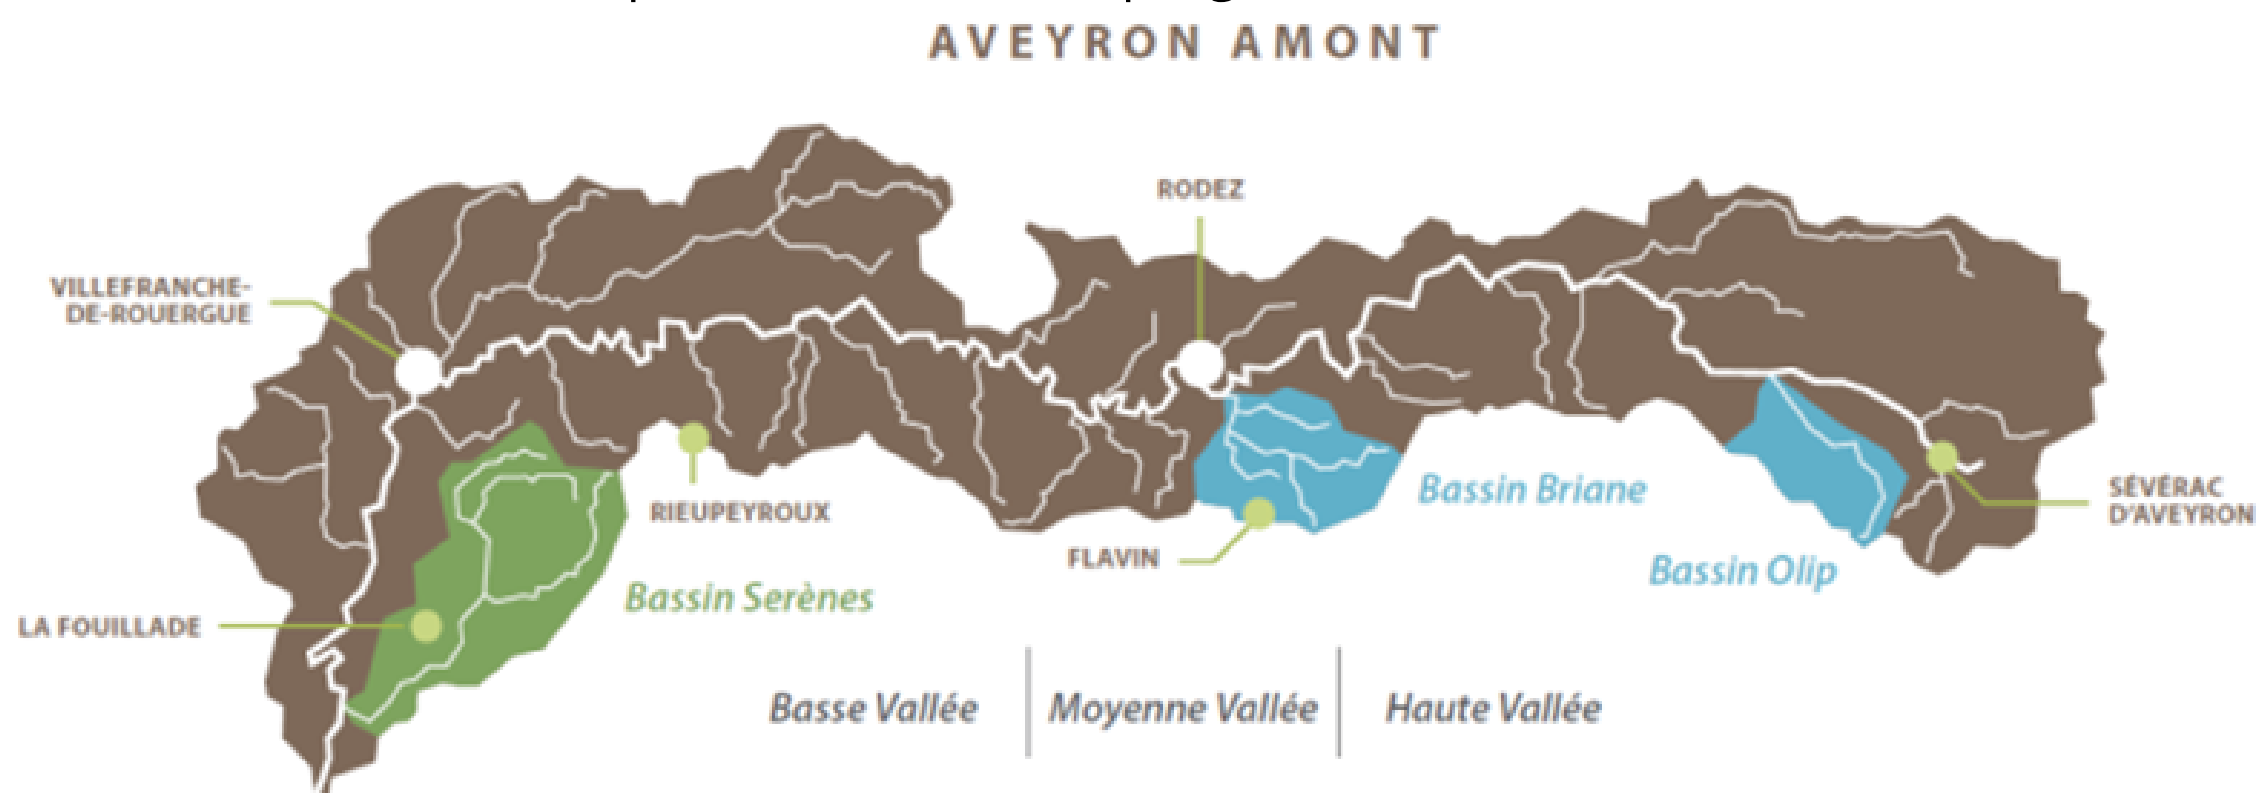 AVEYRON AMONT
RODEZ
VILLEFRANCHE-
DE-ROUERGUE
SÉVÉRAC
D'AVEYRON
Bassin Briane
RIEUPEYROUX
FLAVIN
Bassin Olip
Bassin Serènes
LA FOUILLADE
Basse Vallée
Moyenne Vallée
Haute Vallée